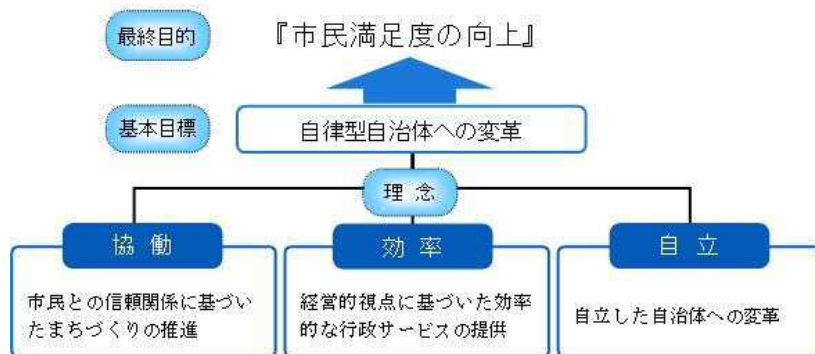 最終目的
『市民満足度の向上』
基本目標
自律型自治体への変革
理念
協働
市民との信頼関係に基づい
たまちづくりの推進
効率
経営的視点に基づいた効率
的な行政サービスの提供
自立
自立した自治体への変革